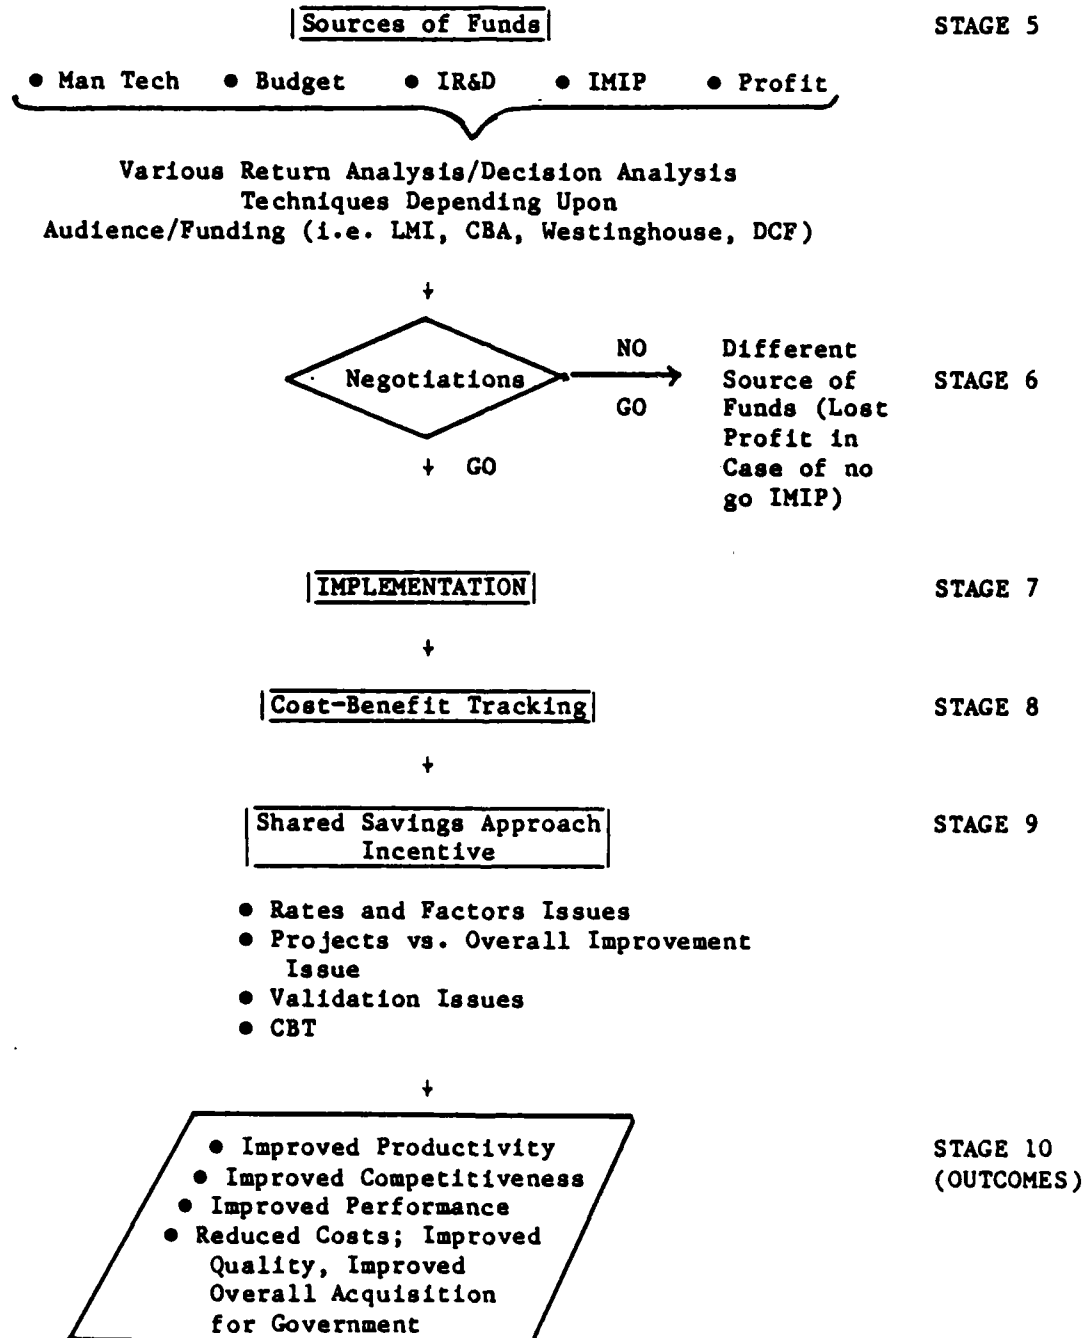 Sources of Funds
STAGE 5
● Man Tech ● Budget ● IR&D ● IMIP ● Profit
Various Return Analysis/Decision Analysis
Techniques Depending Upon
Audience/Funding (i.e. LMI, CBA, Westinghouse, DCF)
Negotiations
NO
GO
Different
Source of
Funds (Lost
Profit in
Case of no
go IMIP)
STAGE 6
GO
IMPLEMENTATION
STAGE 7
Cost-Benefit Tracking
STAGE 8
Shared Savings Approach
Incentive
STAGE 9
● Rates and Factors Issues
● Projects vs. Overall Improvement
Issue
● Validation Issues
● CBT
● Improved Productivity
● Improved Competitiveness
● Improved Performance
● Reduced Costs; Improved
Quality, Improved
Overall Acquisition
for Government
STAGE 10
(OUTCOMES)